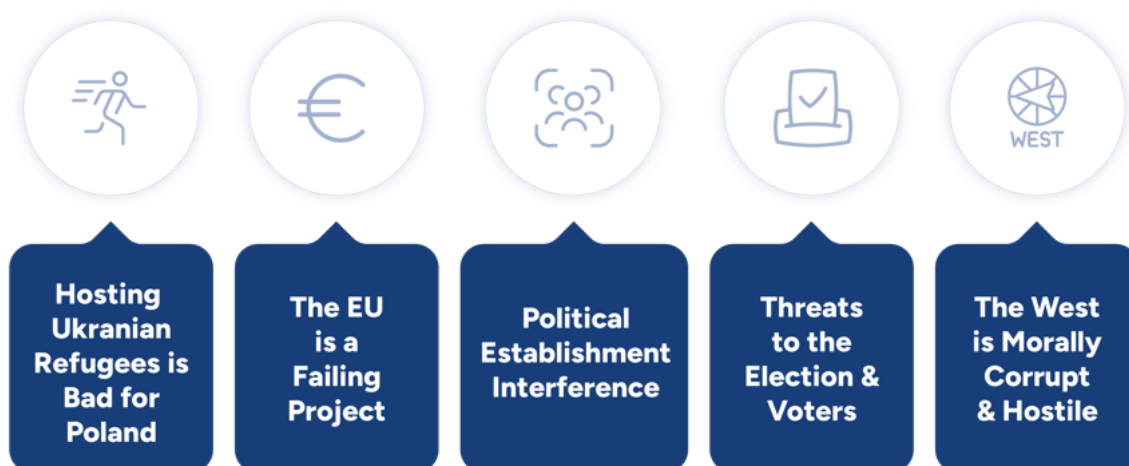 WEST
Hosting
Ukranian
Refugees is
Bad for
Poland
The EU
is a
Failing
Project
Political
Establishment
Interference
Threats
to the
Election &
Voters
The West
is Morally
Corrupt
& Hostile